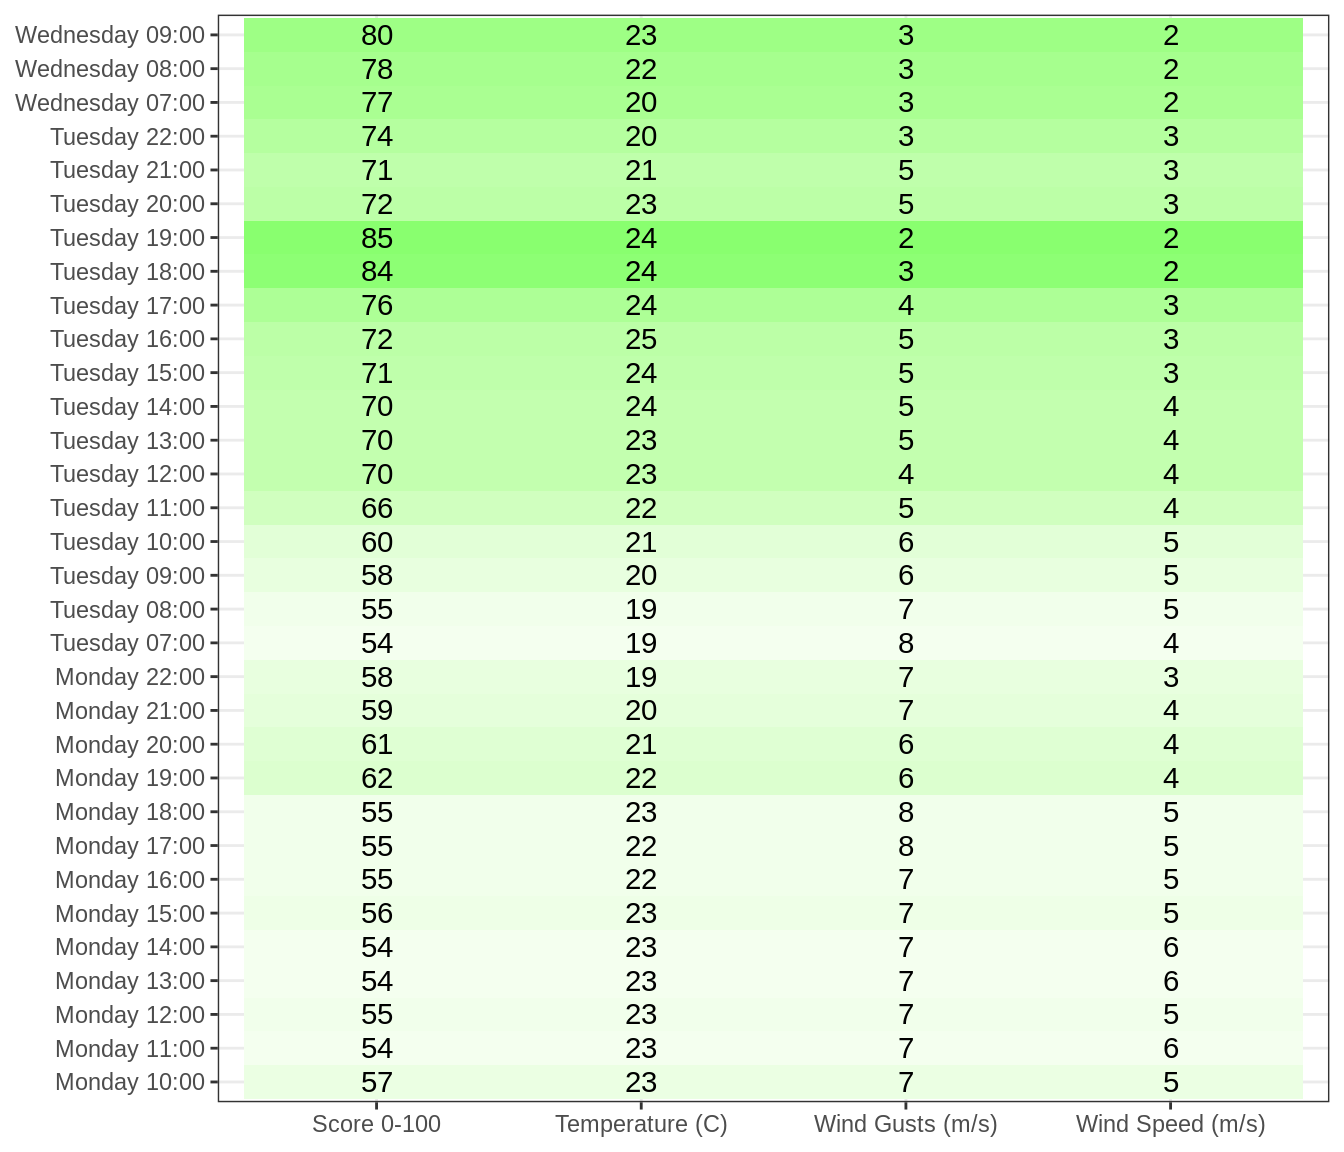 Wednesday 09:00 80 23 3 2
Wednesday 08:00 78 22 3 2
Wednesday 07:00 77 20 3 2
Tuesday 22:00 74 20 3 3
Tuesday 21:00 71 21 5 3
Tuesday 20:00 72 23 5 3
Tuesday 19:00 85 24 2 2
Tuesday 18:00 84 24 3 2
Tuesday 17:00 76 24 4 3
Tuesday 16:00 72 25 5 3
Tuesday 15:00 71 24 5 3
Tuesday 14:00 70 24 5 4
Tuesday 13:00 70 23 5 4
Tuesday 12:00 70 23 4 4
Tuesday 11:00 66 22 5 4
Tuesday 10:00 60 21 6 5
Tuesday 09:00 58 20 6 5
Tuesday 08:00 55 19 7 5
Tuesday 07:00 54 19 8 4
Monday 22:00 58 19 7 3
Monday 21:00 59 20 7 4
Monday 20:00 61 21 6 4
Monday 19:00 62 22 6 4
Monday 18:00 55 23 8 5
Monday 17:00 55 22 8 5
Monday 16:00 55 22 7 5
Monday 15:00 56 23 7 5
Monday 14:00 54 23 7 6
Monday 13:00 54 23 7 6
Monday 12:00 55 23 7 5
Monday 11:00 54 23 7 6
Monday 10:00 57 23 7 5
Score 0-100 Temperature (C) Wind Gusts (m/s) Wind Speed (m/s)